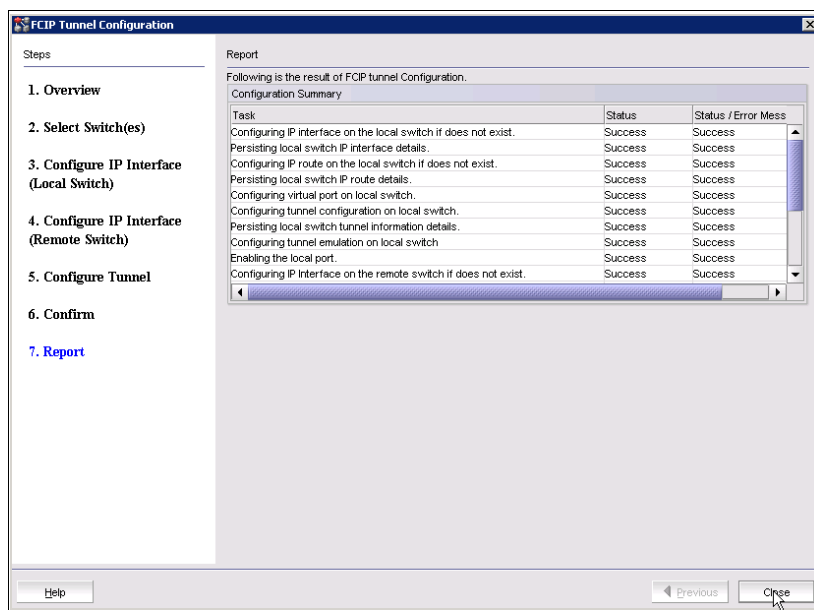 FCIP Tunnel Configuration
Steps
1. Overview
2. Select Switch(es)
3. Configure IP Interface
(Local Switch)
4. Configure IP Interface
(Remote Switch)
5. Configure Tunnel
6. Confirm
7. Report
Report
Following is the result of FCIP tunnel Configuration.
Configuration Summary
Task Status Status / Error Mess
Configuring IP interface on the local switch if does not exist. Success Success
Persisting local switch IP interface details. Success Success
Configuring IP route on the local switch if does not exist. Success Success
Persisting local switch IP route details. Success Success
Configuring virtual port on local switch. Success Success
Configuring tunnel configuration on local switch. Success Success
Persisting local switch tunnel information details. Success Success
Configuring tunnel emulation on local switch Success Success
Enabling the local port. Success Success
Configuring IP Interface on the remote switch if does not exist. Success Success
Help Previous Close